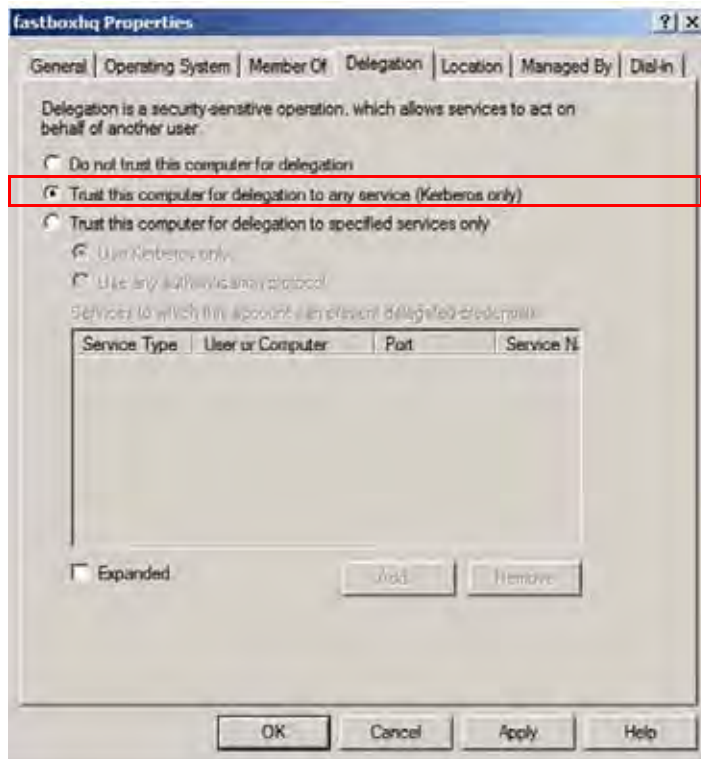 fastboxhq Properties
? X
General Operating System Member Of Delegation Location Managed By Dial-in
Delegation is a security-sensitive operation, which allows services to act on
behalf of another user.
Do not trust this computer for delegation
Trust this computer for delegation to any service (Kerberos only)
Trust this computer for delegation to specified services only
Use Kerberos only
Use any authentication protocol
Services to which this account can present delegated credentials:
Service Type User or Computer Port Service N
Expanded
Add... Remove
OK Cancel Apply Help